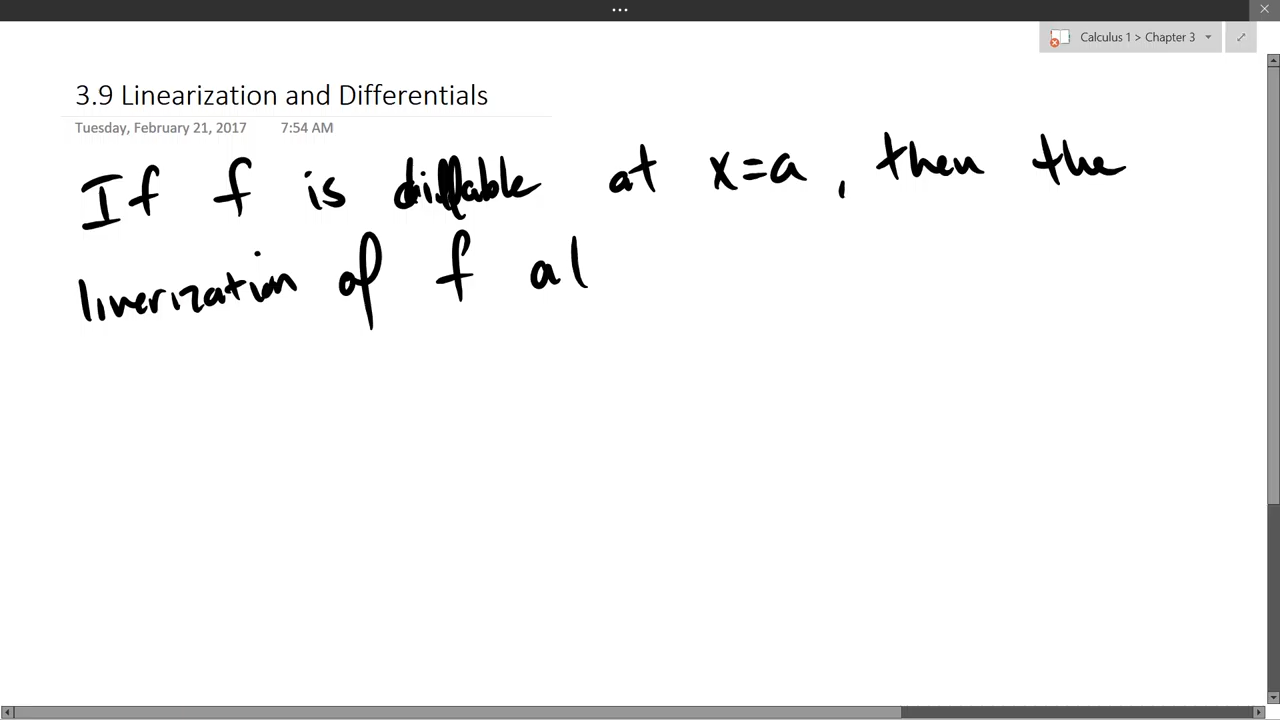 Calculus 1 > Chapter 3
3.9 Linearization and Differentials
Tuesday, February 21, 2017 7:54 AM
If f is diffable at x=a, then the
linerization of f